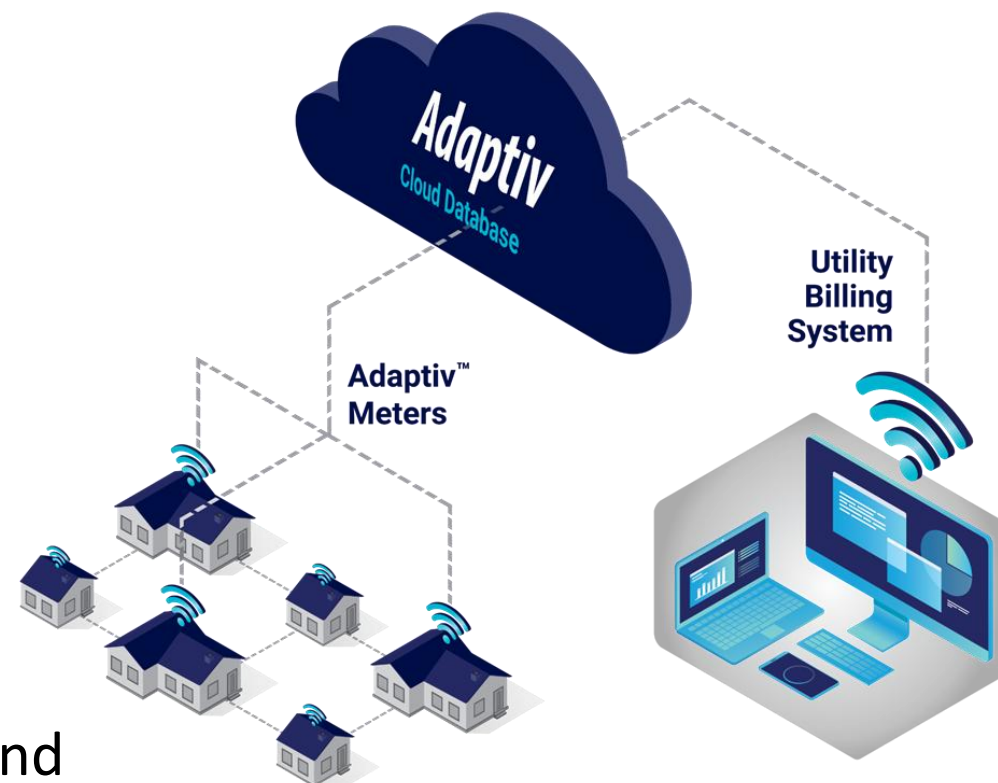 Adaptiv
Cloud Database
Utility
Billing
System
Adaptiv™
Meters
nd